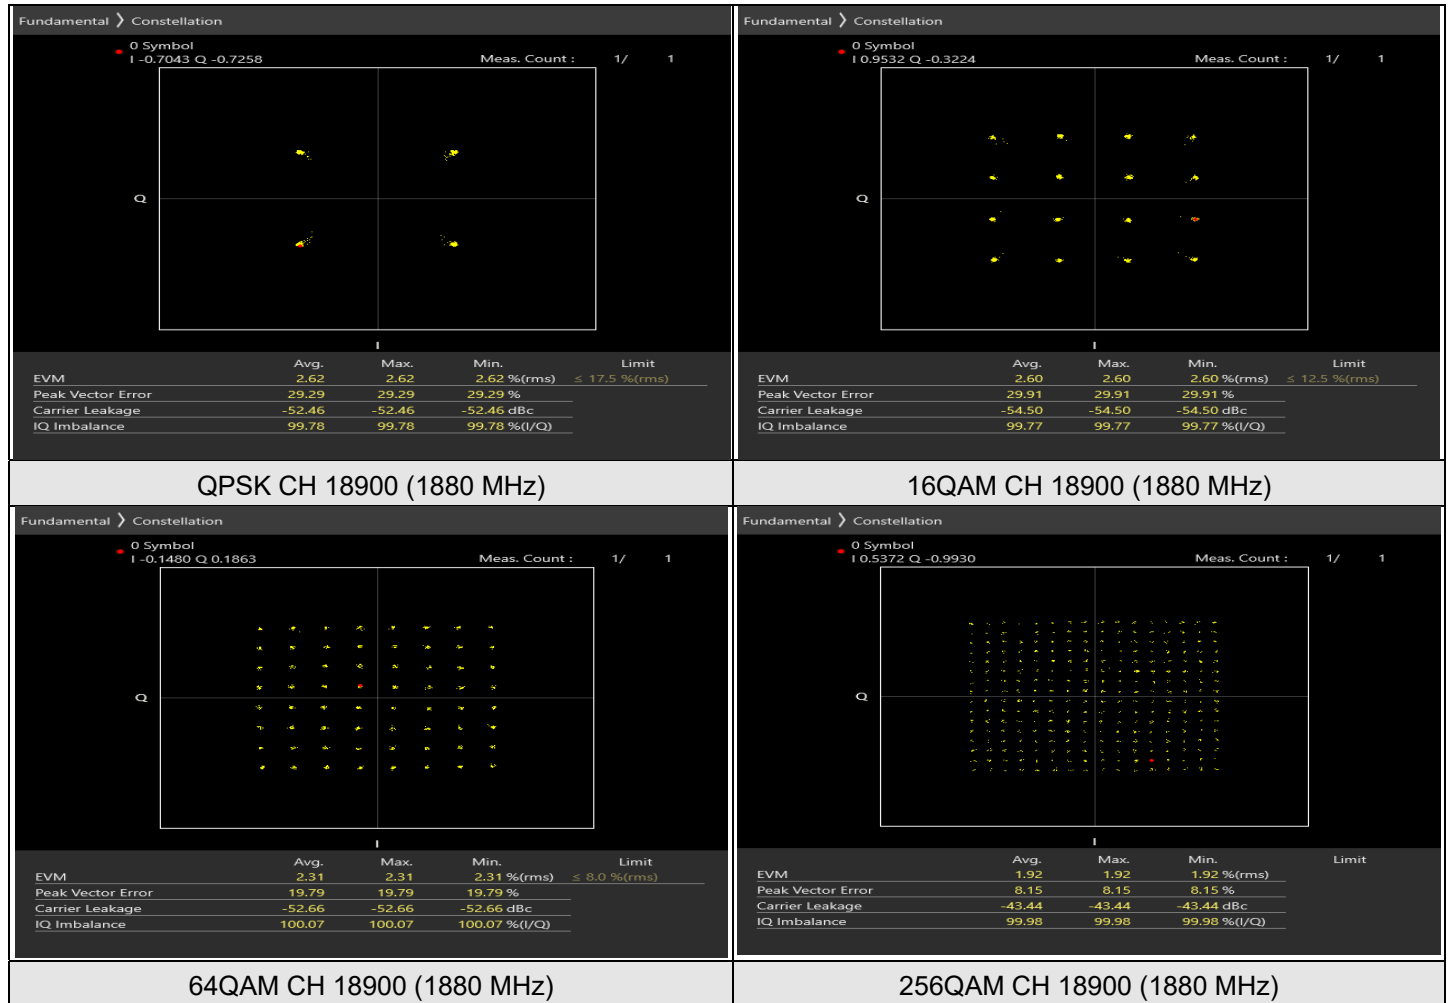 Fundamental ❯ Constellation
0 Symbol
I -0.7043 Q -0.7258 Meas. Count : 1/ 1
Q
I
Avg. Max. Min. Limit
EVM 2.62 2.62 2.62 %(rms) ≤ 17.5 %(rms)
Peak Vector Error 29.29 29.29 29.29 %
Carrier Leakage -52.46 -52.46 -52.46 dBc
IQ Imbalance 99.78 99.78 99.78 %(I/Q)
QPSK CH 18900 (1880 MHz)
Fundamental ❯ Constellation
0 Symbol
I 0.9532 Q -0.3224 Meas. Count : 1/ 1
Q
I
Avg. Max. Min. Limit
EVM 2.60 2.60 2.60 %(rms) ≤ 12.5 %(rms)
Peak Vector Error 29.91 29.91 29.91 %
Carrier Leakage -54.50 -54.50 -54.50 dBc
IQ Imbalance 99.77 99.77 99.77 %(I/Q)
16QAM CH 18900 (1880 MHz)
Fundamental ❯ Constellation
0 Symbol
I -0.1480 Q 0.1863 Meas. Count : 1/ 1
Q
I
Avg. Max. Min. Limit
EVM 2.31 2.31 2.31 %(rms) ≤ 8.0 %(rms)
Peak Vector Error 19.79 19.79 19.79 %
Carrier Leakage -52.66 -52.66 -52.66 dBc
IQ Imbalance 100.07 100.07 100.07 %(I/Q)
64QAM CH 18900 (1880 MHz)
Fundamental ❯ Constellation
0 Symbol
I 0.5372 Q -0.9930 Meas. Count : 1/ 1
Q
I
Avg. Max. Min. Limit
EVM 1.92 1.92 1.92 %(rms)
Peak Vector Error 8.15 8.15 8.15 %
Carrier Leakage -43.44 -43.44 -43.44 dBc
IQ Imbalance 99.98 99.98 99.98 %(I/Q)
256QAM CH 18900 (1880 MHz)